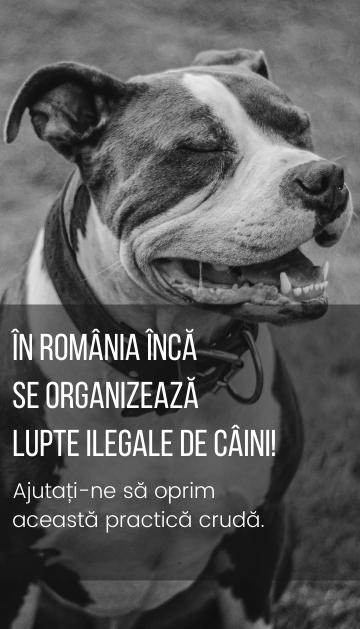 ÎN ROMÂNIA ÎNCĂ
SE ORGANIZEAZĂ
LUPTE ILEGALE DE CÂINI!
Ajutați-ne să oprim
această practică crudă.